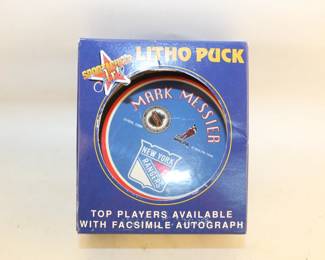 LITHO PUCK
MARK MESSIER
NEW YORK
RANGERS
TOP PLAYERS AVAILABLE
WITH FACSIMILE AUTOGRAPH